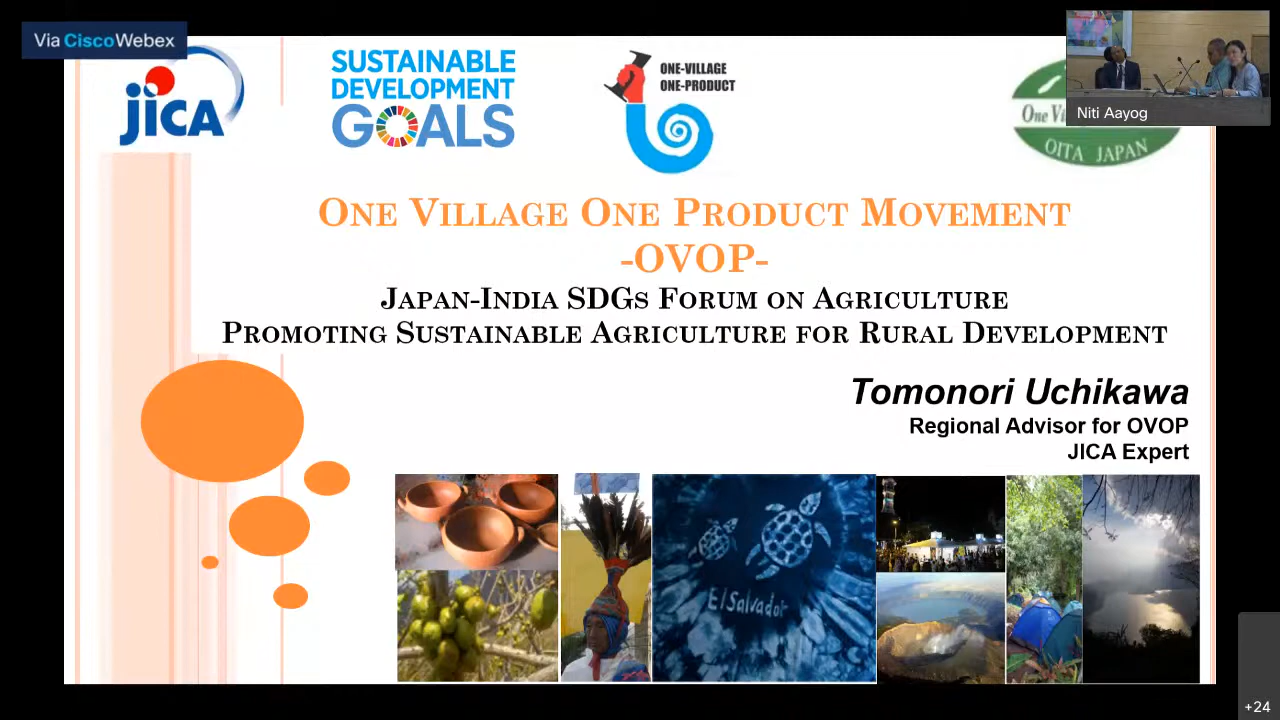 Via CiscoWebex
JICA
SUSTAINABLE
DEVELOPMENT
GOALS
ONE-VILLAGE
ONE-PRODUCT
One Vi
OITA JAPAN
Niti Aayog
ONE VILLAGE ONE PRODUCT MOVEMENT
-OVOP-
JAPAN-INDIA SDGS FORUM ON AGRICULTURE
PROMOTING SUSTAINABLE AGRICULTURE FOR RURAL DEVELOPMENT
Tomonori Uchikawa
Regional Advisor for OVOP
JICA Expert
El Salvador
+24